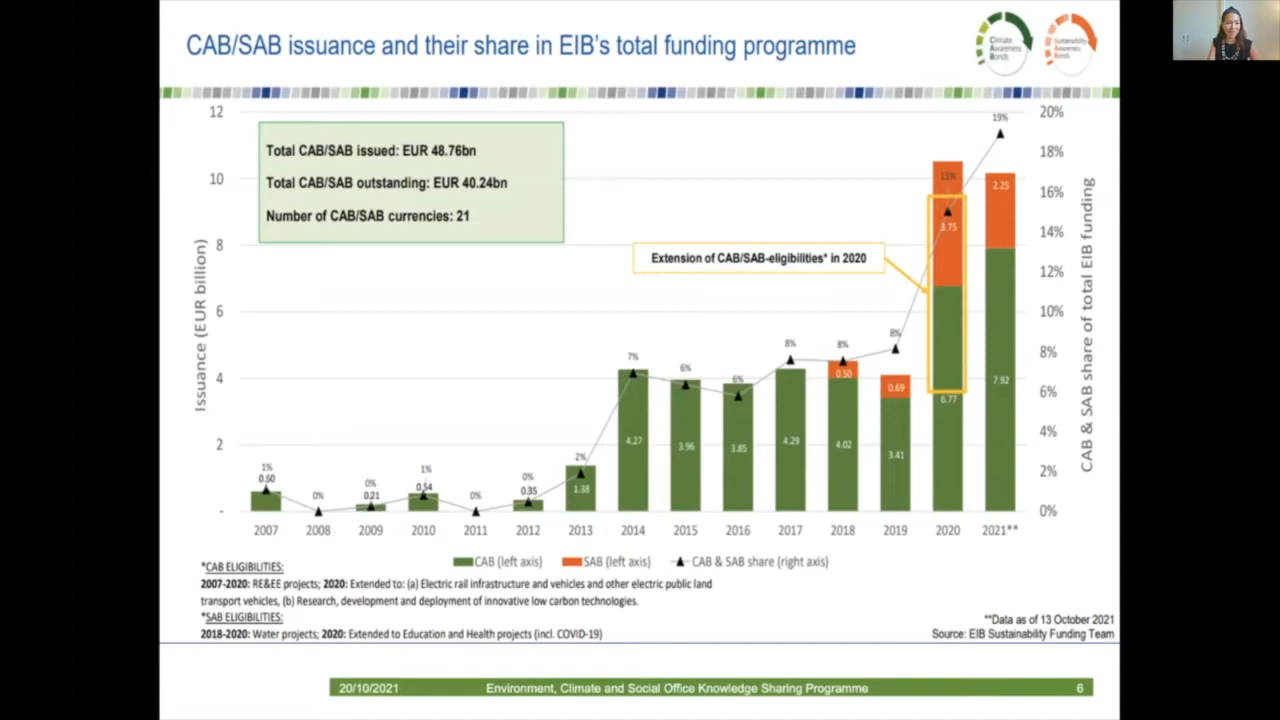 CAB/SAB issuance and their share in EIB's total funding programme
Climate
Awareness
Bonds
Sustainability
Awareness
Bonds
Total CAB/SAB issued: EUR 48.76bn
Total CAB/SAB outstanding: EUR 40.24bn
Number of CAB/SAB currencies: 21
Extension of CAB/SAB-eligibilities* in 2020
Issuance (EUR billion)
12
10
8
6
4
2
-
20%
18%
16%
14%
12%
10%
8%
6%
4%
2%
0%
CAB & SAB share of total EIB funding
1%
0.60
0%
0%
0.21
1%
0.54
0%
0%
0.35
2%
1.38
7%
4.27
6%
3.96
6%
3.85
8%
4.29
8%
0.50
4.02
8%
0.69
3.41
15%
3.75
6.77
19%
2.25
7.92
2007 2008 2009 2010 2011 2012 2013 2014 2015 2016 2017 2018 2019 2020 2021**
CAB (left axis) SAB (left axis) CAB & SAB share (right axis)
*CAB ELIGIBILITIES:
2007-2020: RE&EE projects; 2020: Extended to: (a) Electric rail infrastructure and vehicles and other electric public land
transport vehicles, (b) Research, development and deployment of innovative low carbon technologies.
*SAB ELIGIBILITIES:
2018-2020: Water projects; 2020: Extended to Education and Health projects (incl. COVID-19)
**Data as of 13 October 2021
Source: EIB Sustainability Funding Team
20/10/2021 Environment, Climate and Social Office Knowledge Sharing Programme 6